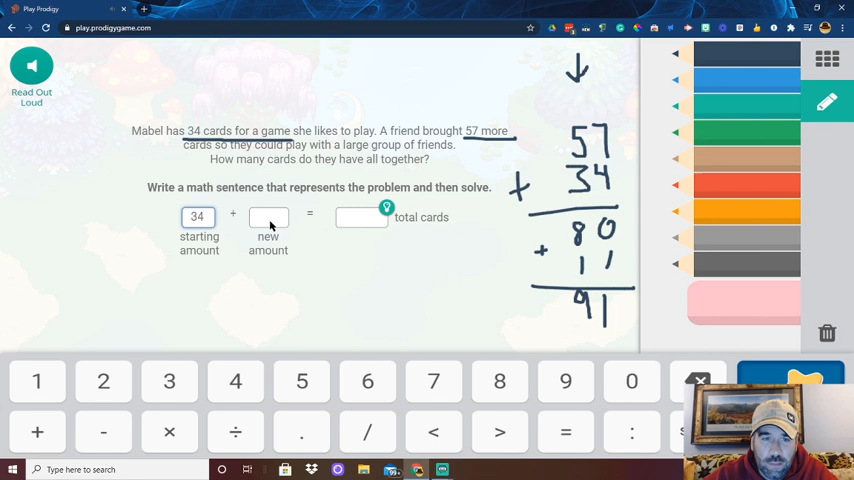 Play Prodigy
play.prodigygame.com
Read Out
Loud
Mabel has 34 cards for a game she likes to play. A friend brought 57 more
cards so they could play with a large group of friends.
How many cards do they have all together?
Write a math sentence that represents the problem and then solve.
34 + = total cards
starting
amount
new
amount
57
+ 34
80
+ 11
91
1 2 3 4 5 6 7 8 9 0
+ - × ÷ . / < > = :
Type here to search
99+